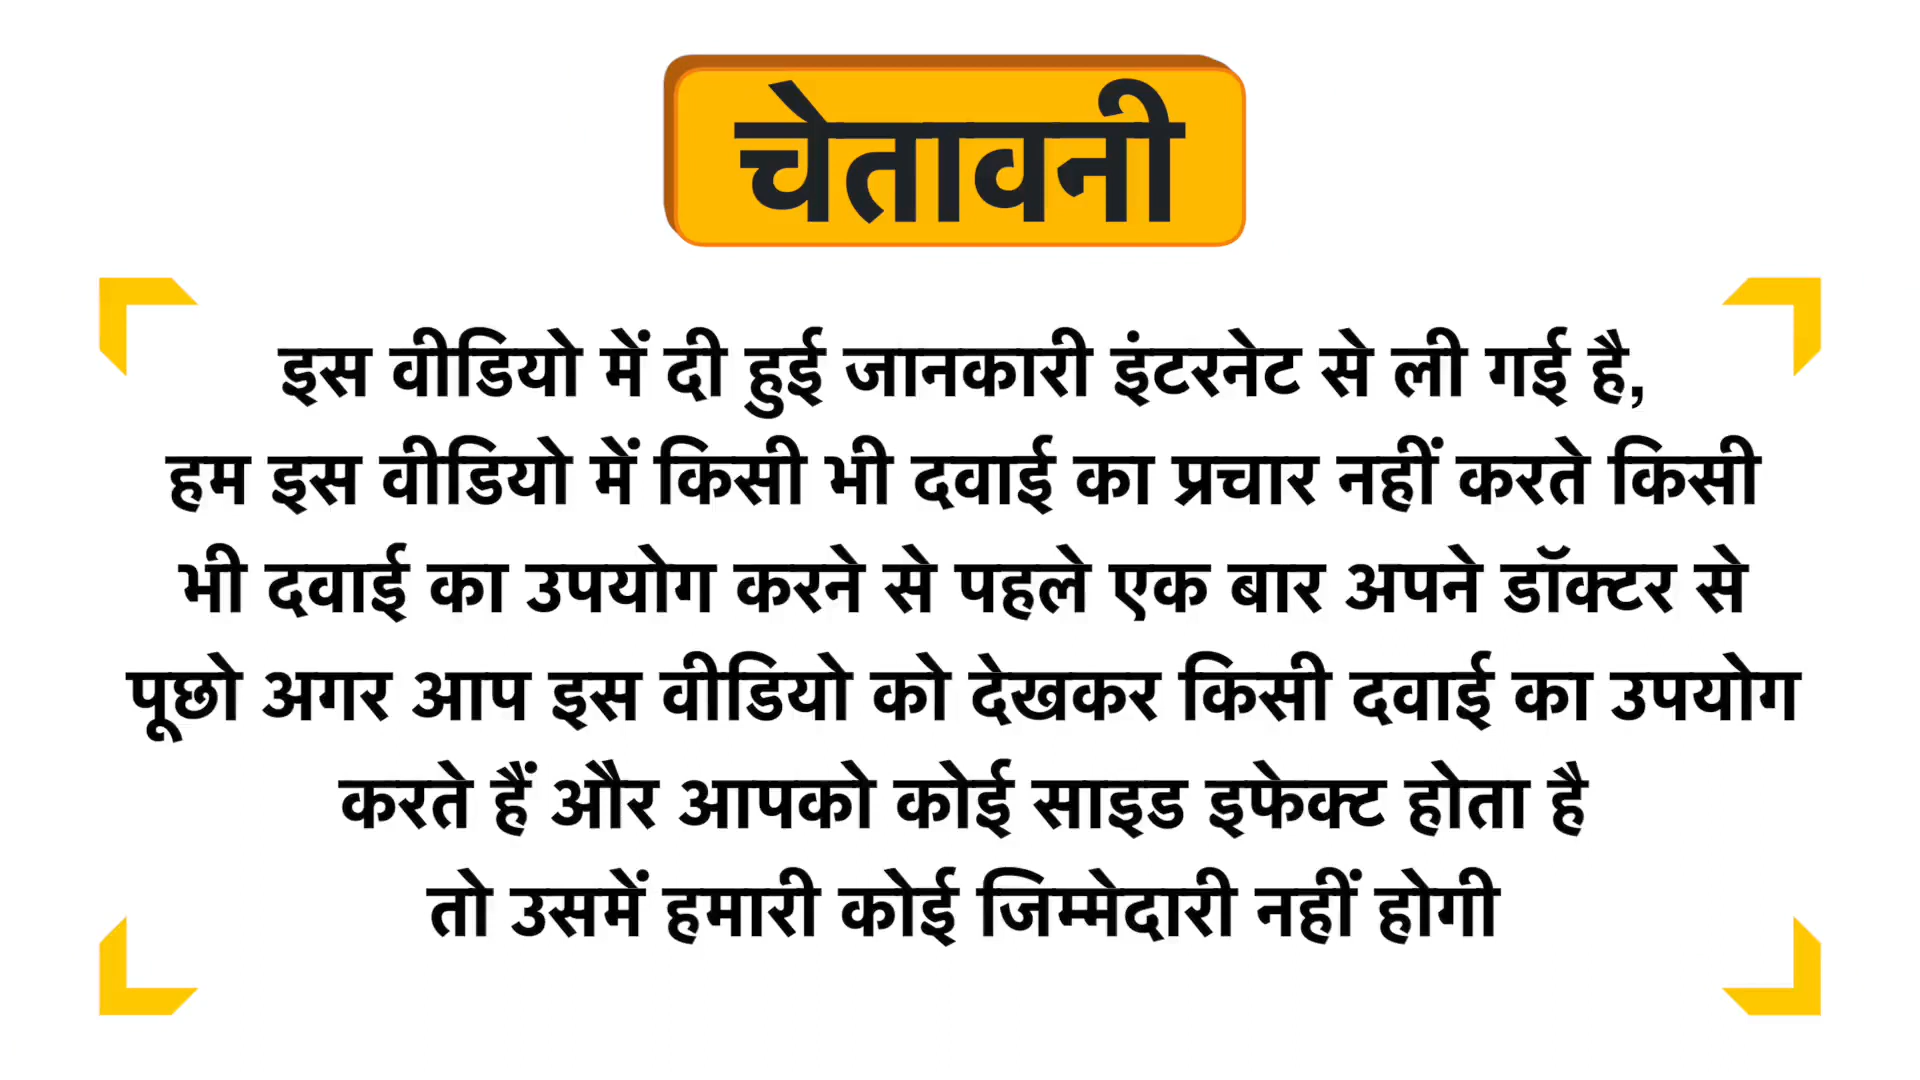 चेतावनी
इस वीडियो में दी हुई जानकारी इंटरनेट से ली गई है,
हम इस वीडियो में किसी भी दवाई का प्रचार नहीं करते किसी
भी दवाई का उपयोग करने से पहले एक बार अपने डॉक्टर से
पूछो अगर आप इस वीडियो को देखकर किसी दवाई का उपयोग
करते हैं और आपको कोई साइड इफेक्ट होता है
तो उसमें हमारी कोई जिम्मेदारी नहीं होगी